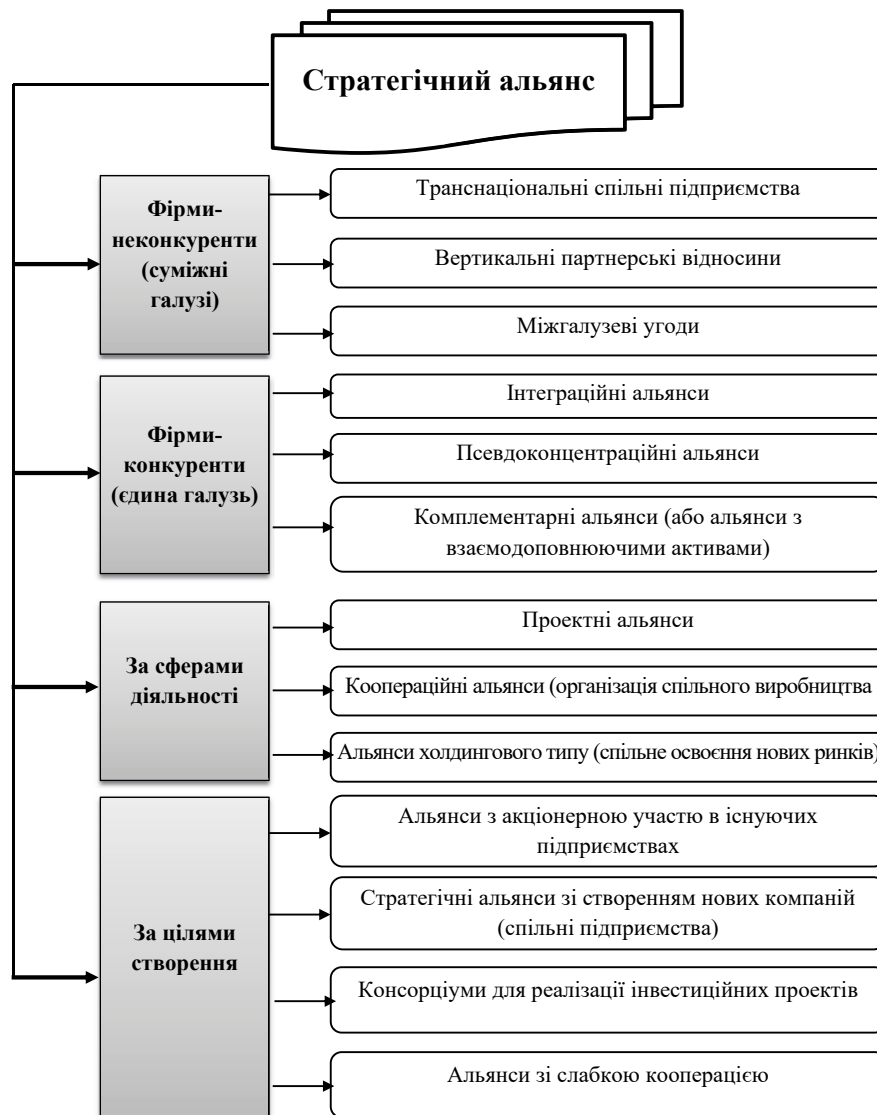 Стратегічний альянс
Фірми-
неконкуренти
(суміжні
галузі)
Транснаціональні спільні підприємства
Вертикальні партнерські відносини
Міжгалузеві угоди
Фірми-
конкуренти
(єдина галузь)
Інтеграційні альянси
Псевдоконцентраційні альянси
Комплементарні альянси (або альянси з
взаємодоповнюючими активами)
За сферами
діяльності
Проектні альянси
Коопераційні альянси (організація спільного виробництва
Альянси холдингового типу (спільне освоєння нових ринків)
За цілями
створення
Альянси з акціонерною участю в існуючих
підприємствах
Стратегічні альянси зі створенням нових компаній
(спільні підприємства)
Консорціуми для реалізації інвестиційних проектів
Альянси зі слабкою кооперацією